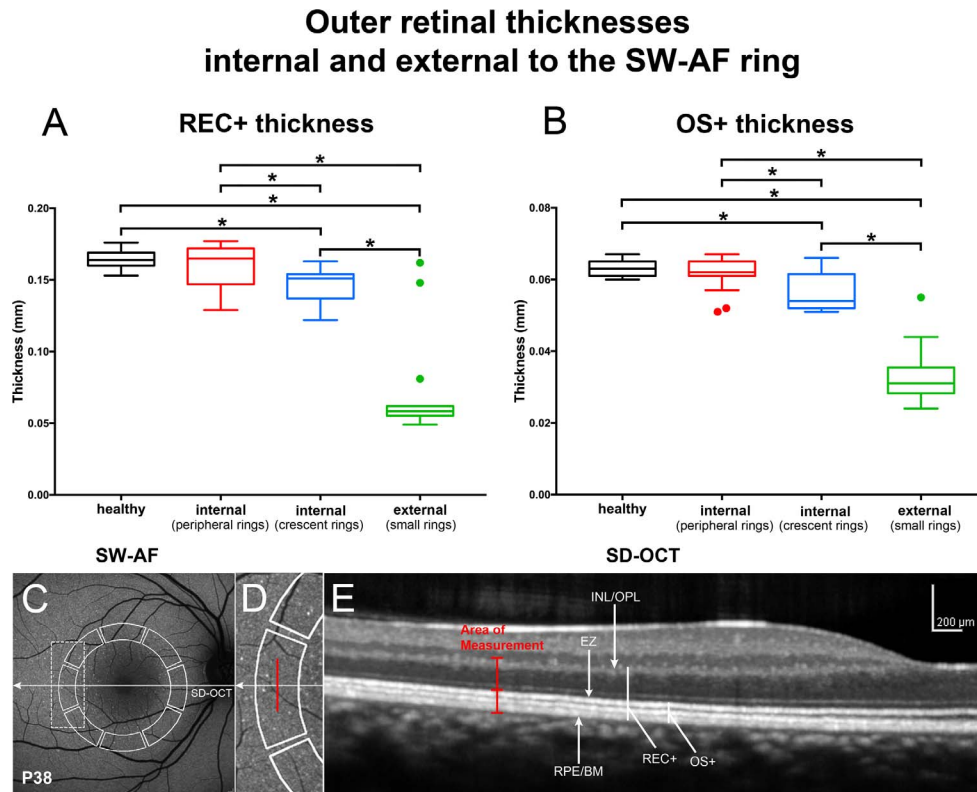 Outer retinal thicknesses
internal and external to the SW-AF ring
A
REC+ thickness
*
*
*
*
*
Thickness (mm)
0.20
0.15
0.10
0.05
0.00
healthy
internal
(peripheral rings)
internal
(crescent rings)
external
(small rings)
B
OS+ thickness
*
*
*
*
*
Thickness (mm)
0.08
0.06
0.04
0.02
0.00
healthy
internal
(peripheral rings)
internal
(crescent rings)
external
(small rings)
SW-AF
SD-OCT
C
SD-OCT
P38
D
E
INL/OPL
Area of
Measurement
EZ
200 µm
RPE/BM
REC+
OS+